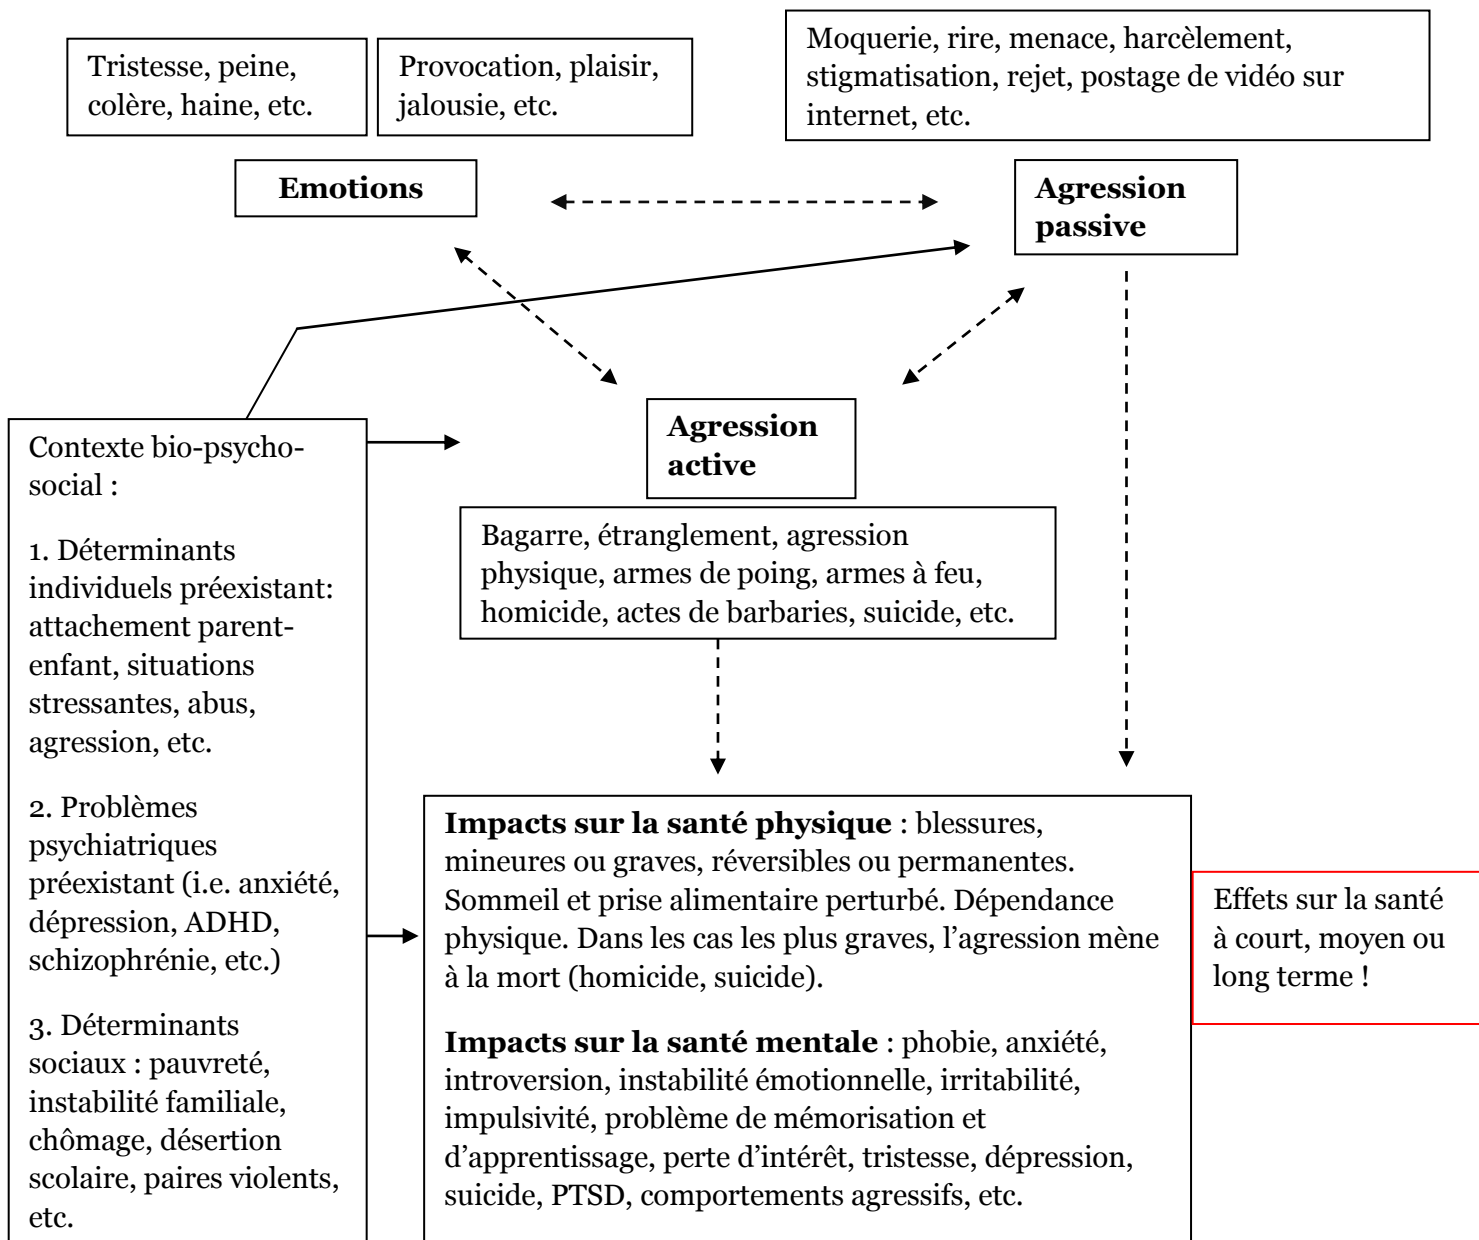 Tristesse, peine,
colère, haine, etc.
Provocation, plaisir,
jalousie, etc.
Moquerie, rire, menace, harcèlement,
stigmatisation, rejet, postage de vidéo sur
internet, etc.
Emotions
Agression
passive
Agression
active
Bagarre, étranglement, agression
physique, armes de poing, armes à feu,
homicide, actes de barbaries, suicide, etc.
Contexte bio-psycho-
social :
1. Déterminants
individuels préexistant:
attachement parent-
enfant, situations
stressantes, abus,
agression, etc.
2. Problèmes
psychiatriques
préexistant (i.e. anxiété,
dépression, ADHD,
schizophrénie, etc.)
3. Déterminants
sociaux : pauvreté,
instabilité familiale,
chômage, désertion
scolaire, paires violents,
etc.
Impacts sur la santé physique : blessures,
mineures ou graves, réversibles ou permanentes.
Sommeil et prise alimentaire perturbé. Dépendance
physique. Dans les cas les plus graves, l’agression mène
à la mort (homicide, suicide).
Impacts sur la santé mentale : phobie, anxiété,
introversion, instabilité émotionnelle, irritabilité,
impulsivité, problème de mémorisation et
d’apprentissage, perte d’intérêt, tristesse, dépression,
suicide, PTSD, comportements agressifs, etc.
Effets sur la santé
à court, moyen ou
long terme !